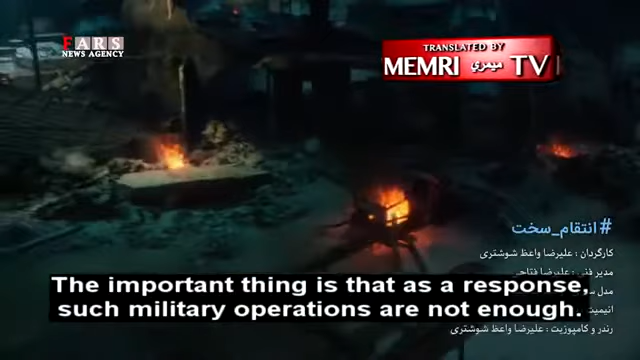 FARS
NEWS AGENCY
TRANSLATED BY
MEMRI ميمري TV
#انتقام_سخت
کارگردان : علیرضا واعظ شوشتری
مدیر فنی : علیرضا فتاحی
مدل
The important thing is that as a response,
such military operations are not enough.
رندر و کامپوزیت : علیرضا واعظ شوشتری